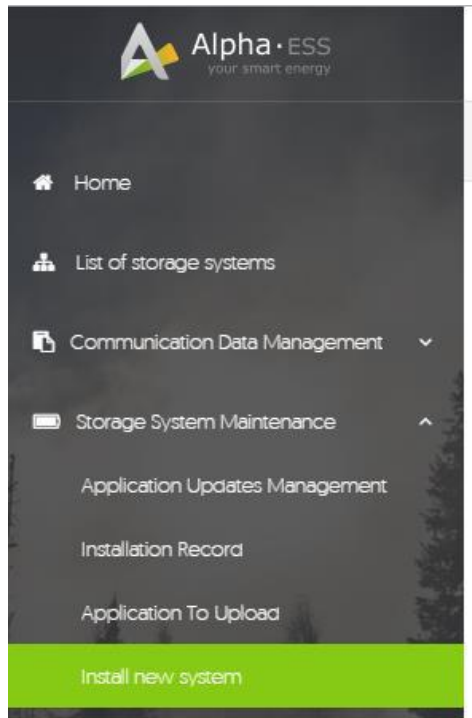 Alpha·ESS
your smart energy
Home
List of storage systems
Communication Data Management
Storage System Maintenance
Application Updates Management
Installation Record
Application To Upload
Install new system